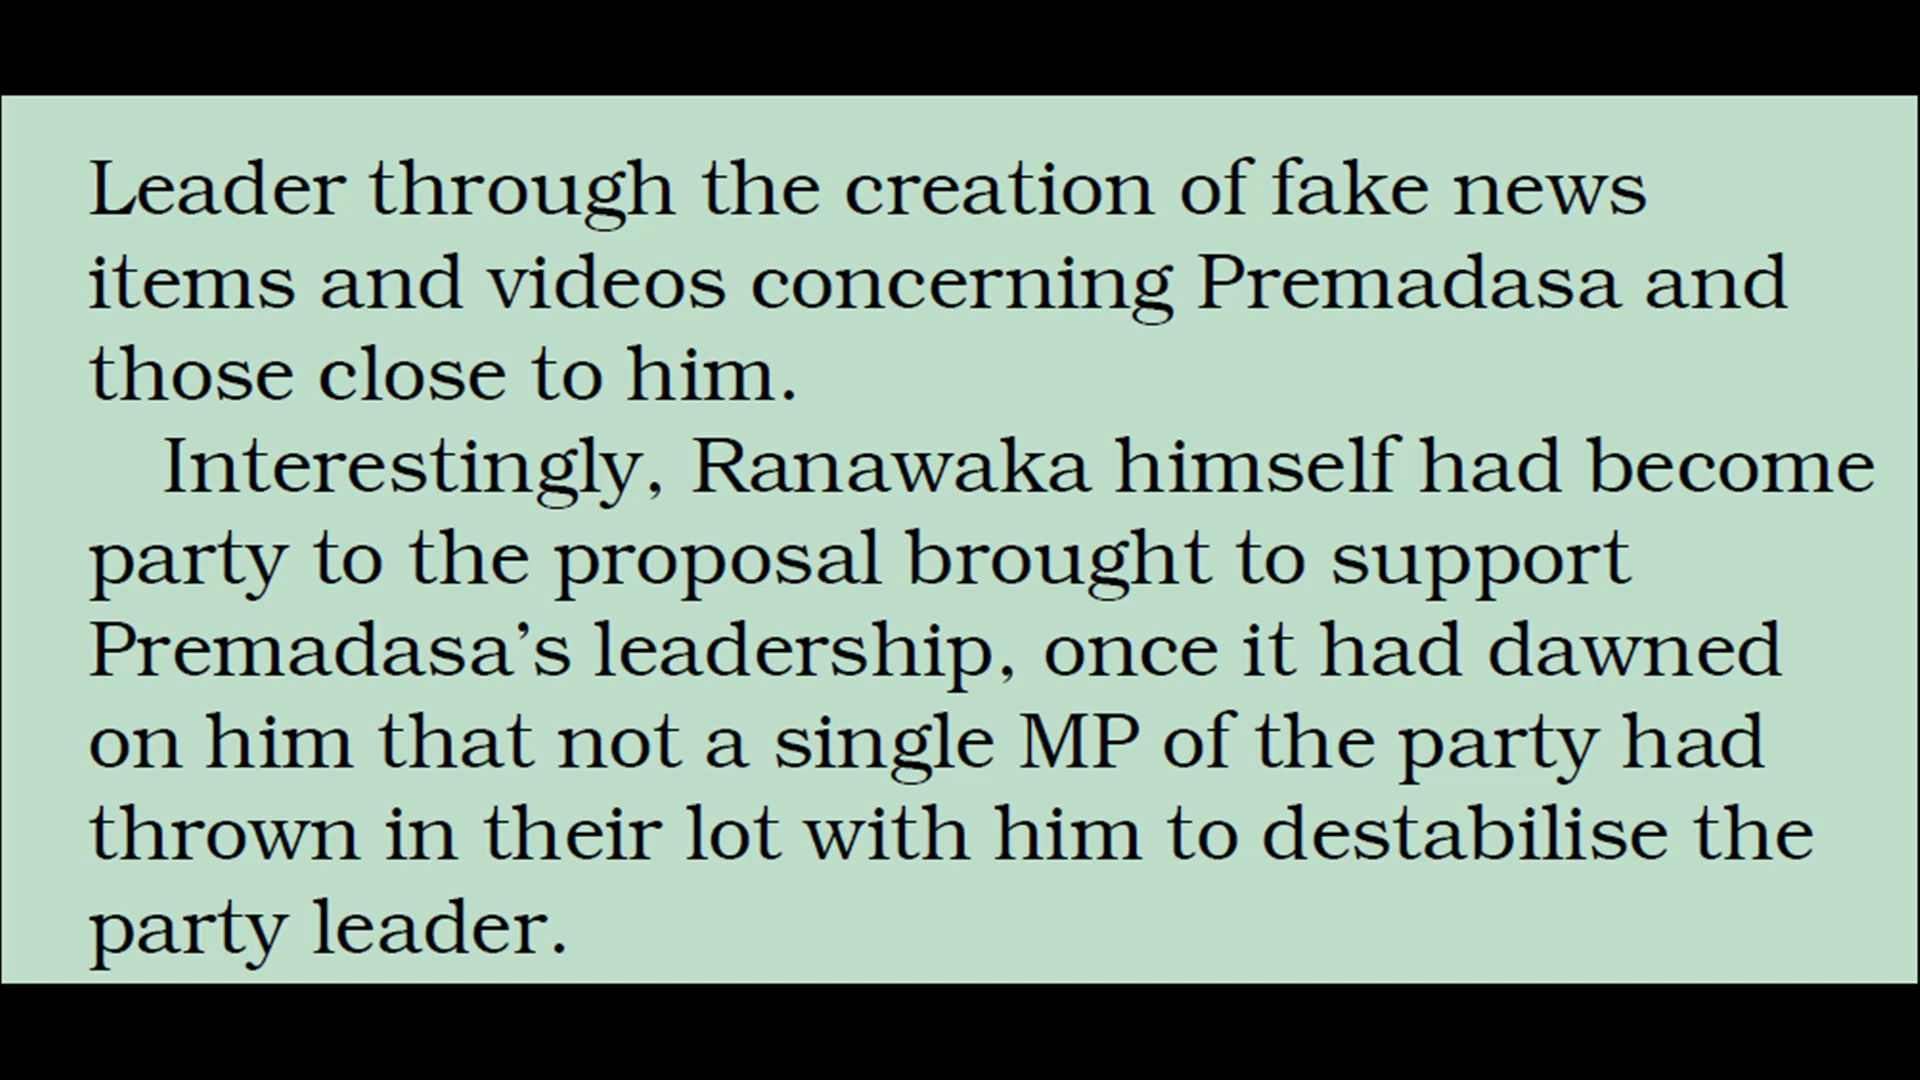 Leader through the creation of fake news
items and videos concerning Premadasa and
those close to him.
Interestingly, Ranawaka himself had become
party to the proposal brought to support
Premadasa’s leadership, once it had dawned
on him that not a single MP of the party had
thrown in their lot with him to destabilise the
party leader.